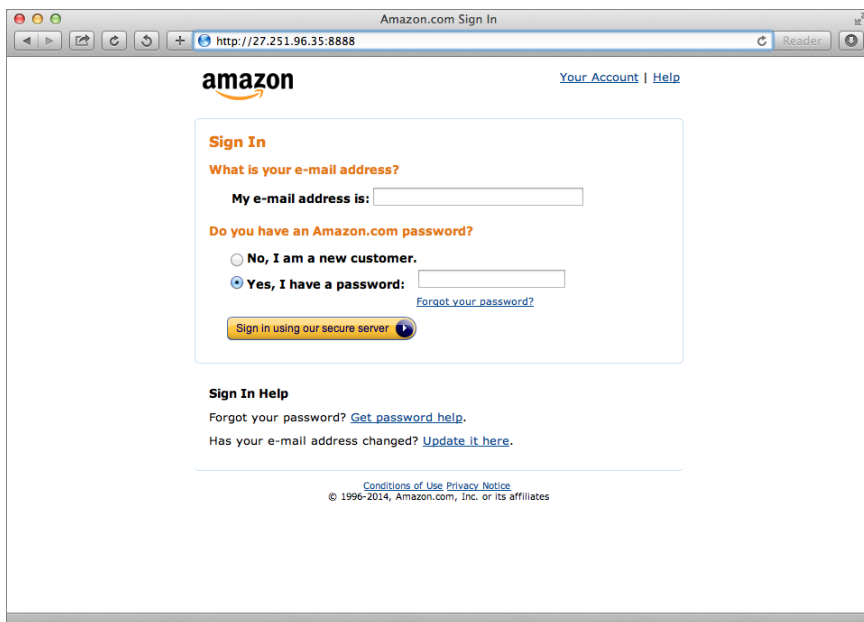 Amazon.com Sign In
http://27.251.96.35:8888
Reader
amazon
Your Account | Help
Sign In
What is your e-mail address?
My e-mail address is:
Do you have an Amazon.com password?
No, I am a new customer.
Yes, I have a password:
Forgot your password?
Sign in using our secure server
Sign In Help
Forgot your password? Get password help.
Has your e-mail address changed? Update it here.
Conditions of Use Privacy Notice
© 1996-2014, Amazon.com, Inc. or its affiliates